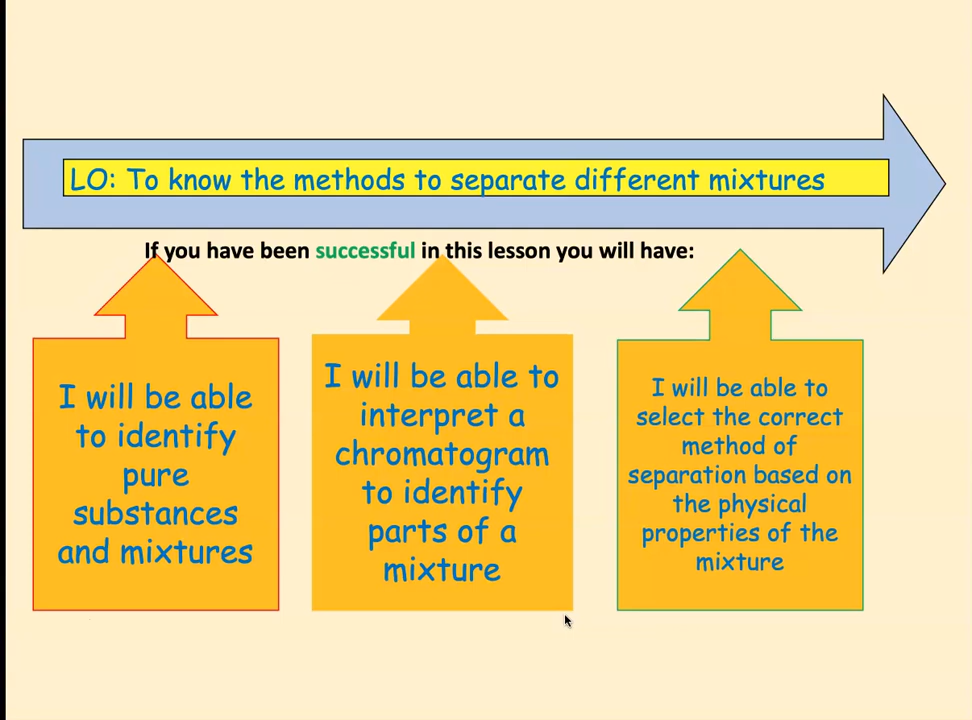 LO: To know the methods to separate different mixtures
If you have been successful in this lesson you will have:
I will be able
to identify
pure
substances
and mixtures
I will be able to
interpret a
chromatogram
to identify
parts of a
mixture
I will be able to
select the correct
method of
separation based on
the physical
properties of the
mixture